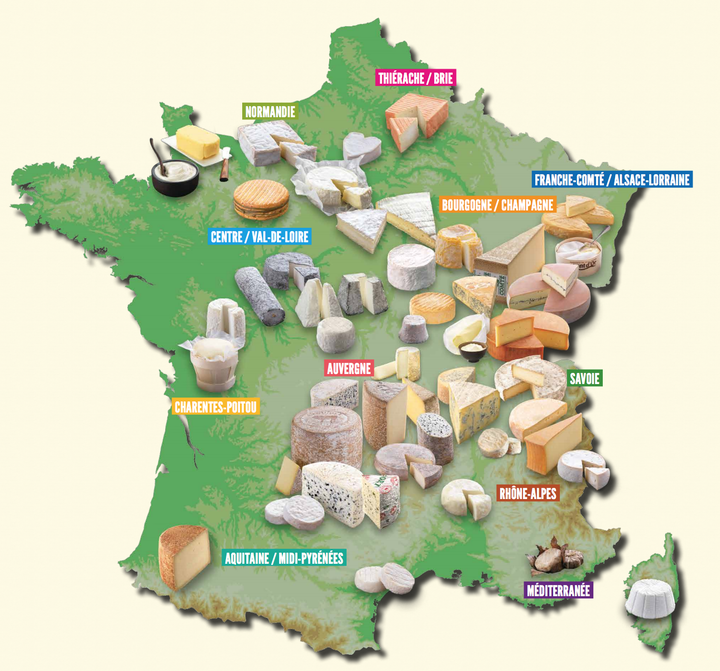 THIÉRACHE / BRIE
NORMANDIE
FRANCHE-COMTÉ / ALSACE-LORRAINE
BOURGOGNE / CHAMPAGNE
CENTRE / VAL-DE-LOIRE
AUVERGNE
SAVOIE
CHARENTES-POITOU
RHÔNE-ALPES
AQUITAINE / MIDI-PYRÉNÉES
MÉDITERRANÉE